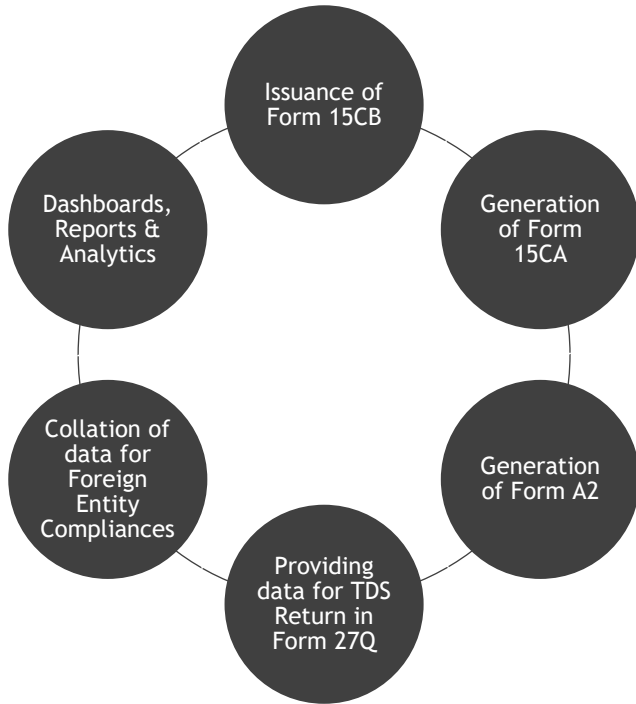 Issuance of
Form 15CB
Generation
of Form
15CA
Generation
of Form A2
Providing
data for TDS
Return in
Form 27Q
Collation of
data for
Foreign
Entity
Compliances
Dashboards,
Reports &
Analytics